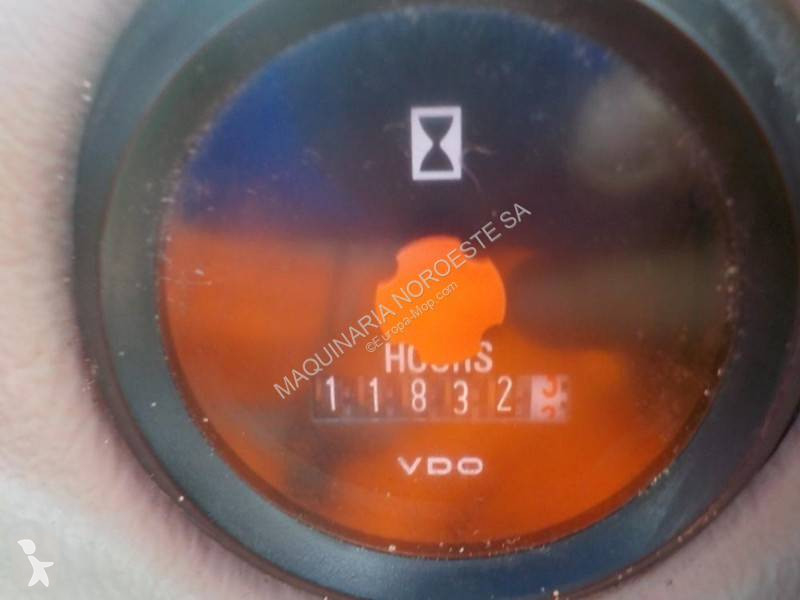 MAQUINARIA NOROESTE SA
©Europa-Mop.com
HOURS
11832
VDO